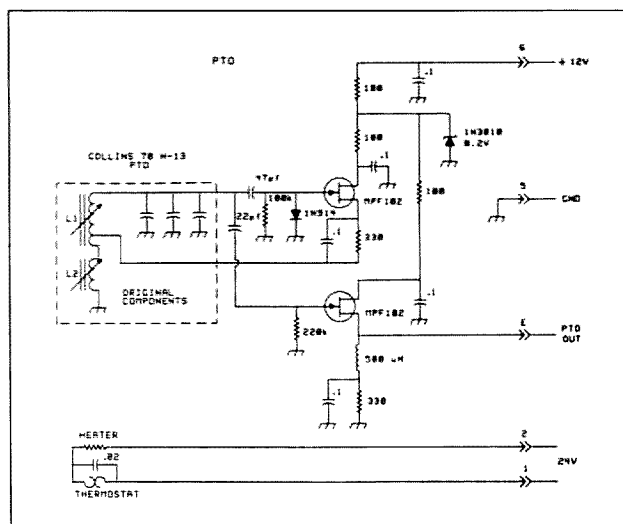 PTO
6
+ 12V
.1
100
1N3010
8.2V
100
.1
COLLINS 70 H-13
PTO
47pf
100k
1N914
MPF102
100
5
GND
L1
22pf
.1
330
L2
ORIGINAL
COMPONENTS
MPF102
.1
220k
E
PTO
OUT
500 uH
.1
330
HEATER
.02
THERMOSTAT
2
24V
1